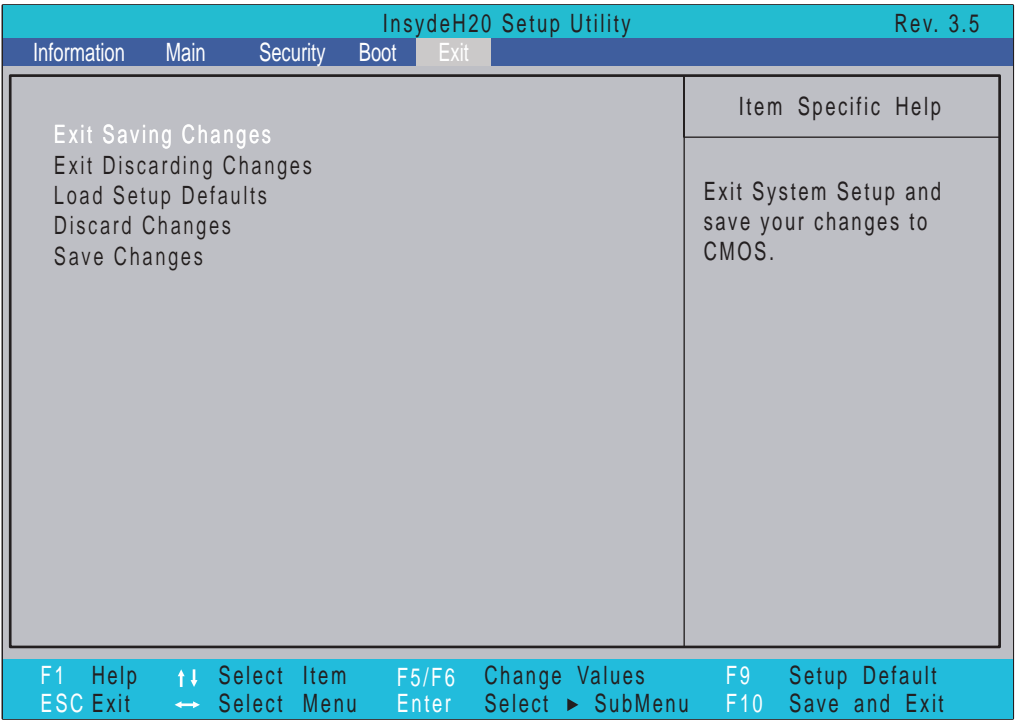 InsydeH20 Setup Utility Rev. 3.5
Information Main Security Boot Exit
Exit Saving Changes
Exit Discarding Changes
Load Setup Defaults
Discard Changes
Save Changes
Item Specific Help
Exit System Setup and
save your changes to
CMOS.
F1 Help ↑↓ Select Item F5/F6 Change Values F9 Setup Default
ESC Exit ↔ Select Menu Enter Select ► SubMenu F10 Save and Exit